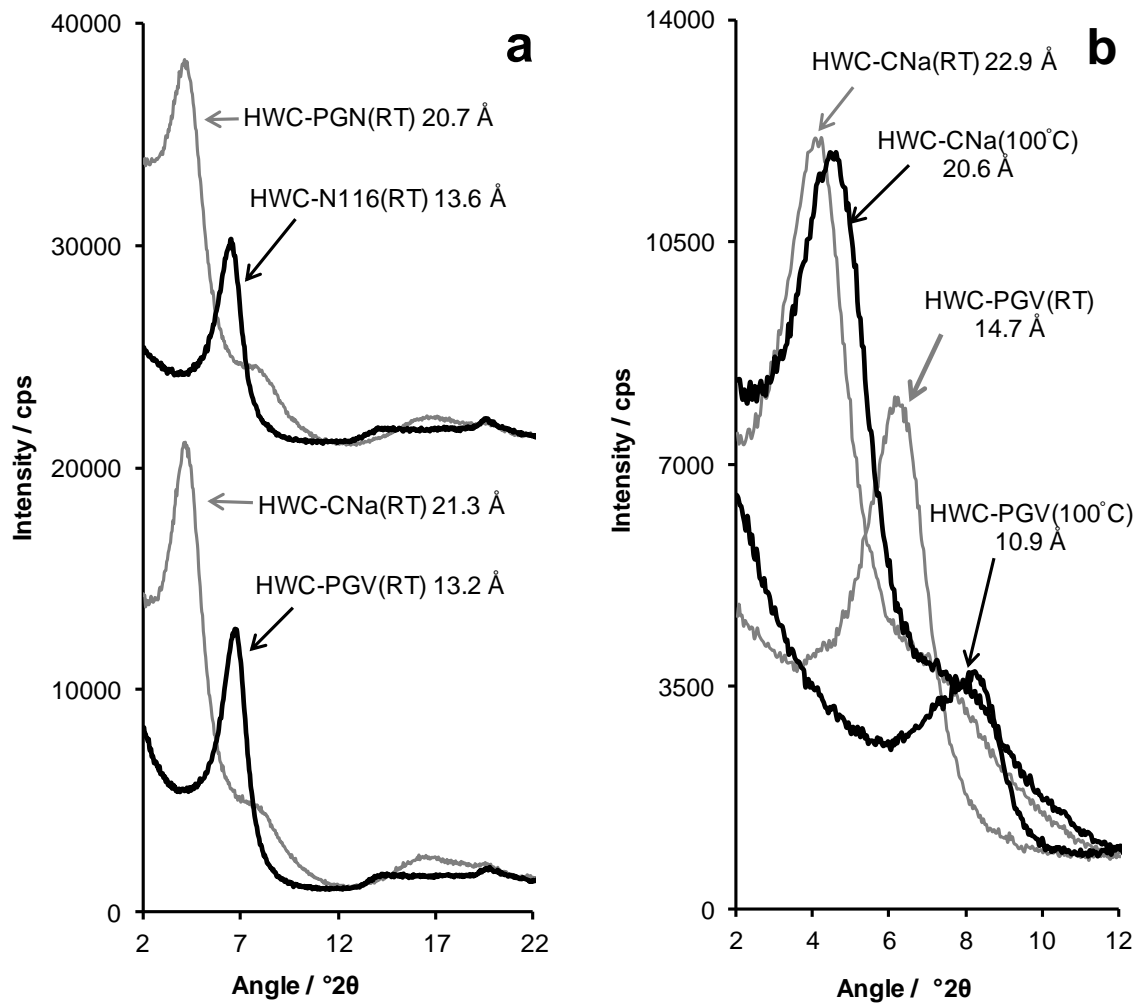 a
40000
30000
20000
10000
0
Intensity / cps
HWC-PGN(RT) 20.7 Å
HWC-N116(RT) 13.6 Å
HWC-CNa(RT) 21.3 Å
HWC-PGV(RT) 13.2 Å
2
7
12
17
22
Angle / °2θ
b
14000
10500
7000
3500
0
Intensity / cps
HWC-CNa(RT) 22.9 Å
HWC-CNa(100°C)
20.6 Å
HWC-PGV(RT)
14.7 Å
HWC-PGV(100°C)
10.9 Å
2
4
6
8
10
12
Angle / °2θ